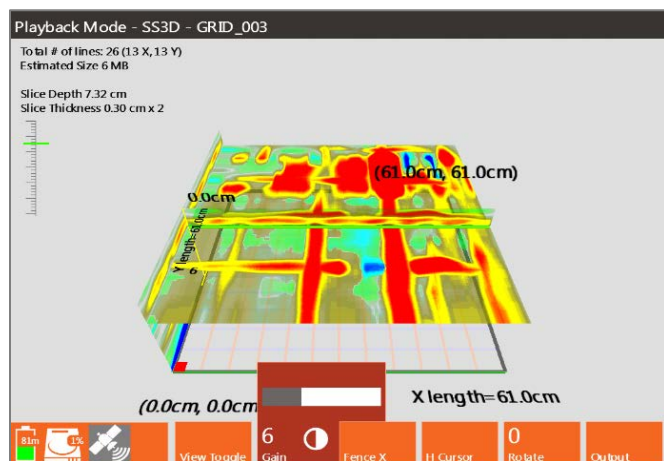 Playback Mode - SS3D - GRID_003
Total # of lines: 26 (13 X, 13 Y)
Estimated Size 6 MB
Slice Depth 7.32 cm
Slice Thickness 0.30 cm x 2
(61.0cm, 61.0cm)
0.0cm
Y length=61.0cm
(0.0cm, 0.0cm
X length=61.0cm
81m
1%
View Toggle
6
Gain
Fence X
H Cursor
0
Rotate
Output